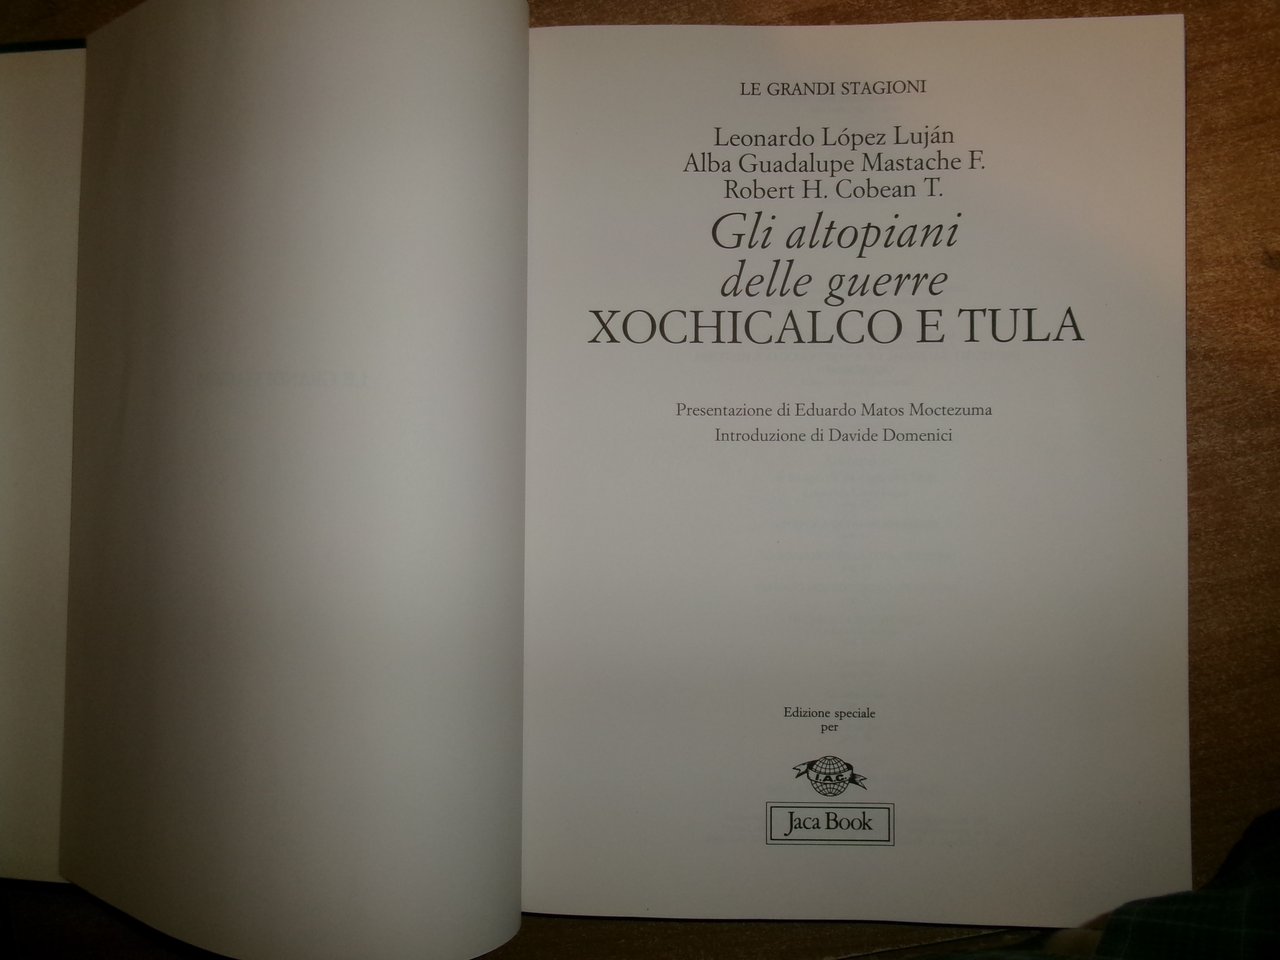 LE GRANDI STAGIONI
Leonardo López Luján
Alba Guadalupe Mastache F.
Robert H. Cobean T.
Gli altopiani
delle guerre
XOCHICALCO E TULA
Presentazione di Eduardo Matos Moctezuma
Introduzione di Davide Domenici
Edizione speciale
per
I.A.C.
Jaca Book